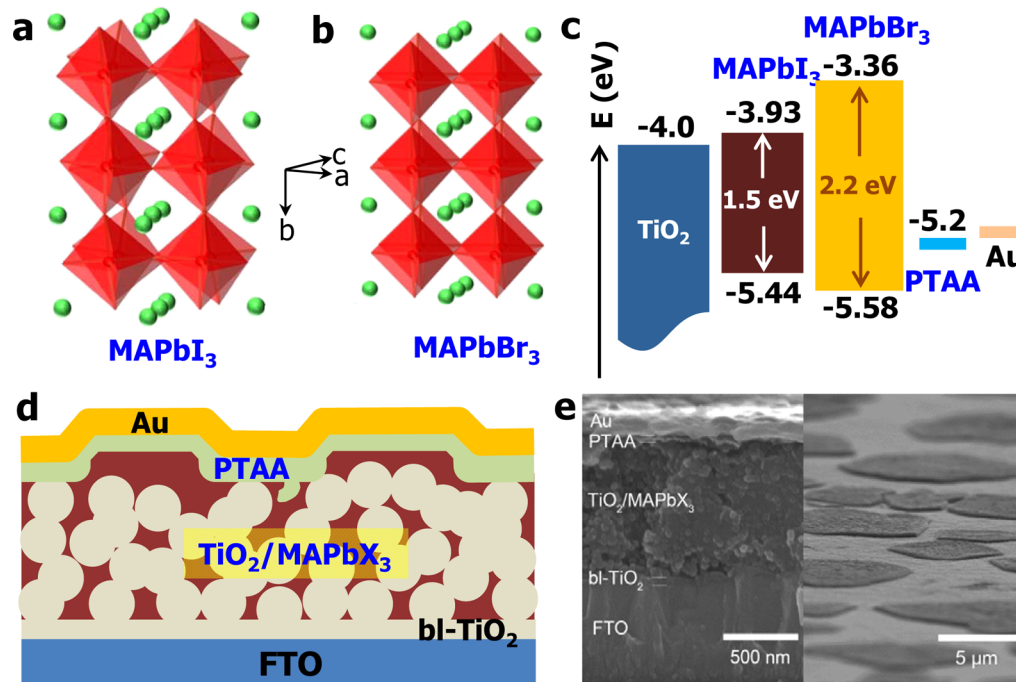 a
MAPbI₃
b
MAPbBr₃
c
a
b
c
E (eV)
-4.0
TiO₂
MAPbI₃
-3.93
1.5 eV
-5.44
MAPbBr₃
-3.36
2.2 eV
-5.58
-5.2
PTAA
Au
d
Au
PTAA
TiO₂/MAPbX₃
bl-TiO₂
FTO
e
Au
PTAA
TiO₂/MAPbX₃
bl-TiO₂
FTO
500 nm
5 µm